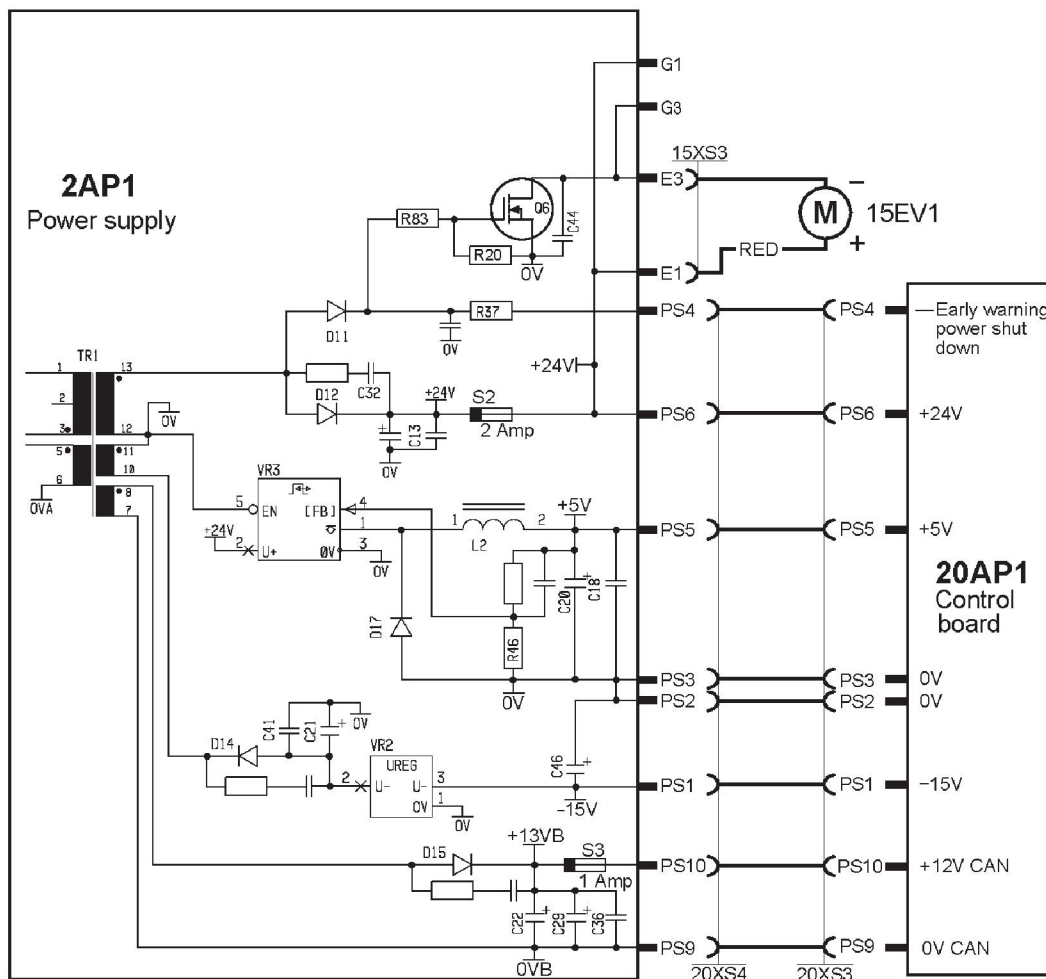 G1
G3
15XS3
2AP1
Power supply
E3
–
R83
Q6
C44
M
15EV1
R20
RED
+
0V
E1
PS4
PS4
—Early warning
power shut
down
D11
R37
0V
TR1
1
13
+24V
2
D12
C32
+24V
S2
PS6
PS6
+24V
2 Amp
0V
3
12
+
C13
0V
5
11
10
6
8
7
0VA
VR3
5
EN
[FB]
4
1
+24V
2
U+
0V
3
0V
1
2
L2
+5V
PS5
PS5
+5V
+
C20
C18
20AP1
Control
board
D17
R46
0V
PS3
PS3
0V
PS2
PS2
0V
C41
C21
+
0V
D14
VR2
UREG
2
U-
U-
3
0V
1
0V
C46
+
–15V
PS1
PS1
–15V
+13VB
D15
S3
PS10
PS10
+12V CAN
1 Amp
C22
+
C29
+
C36
0VB
PS9
PS9
0V CAN
20XS4
20XS3